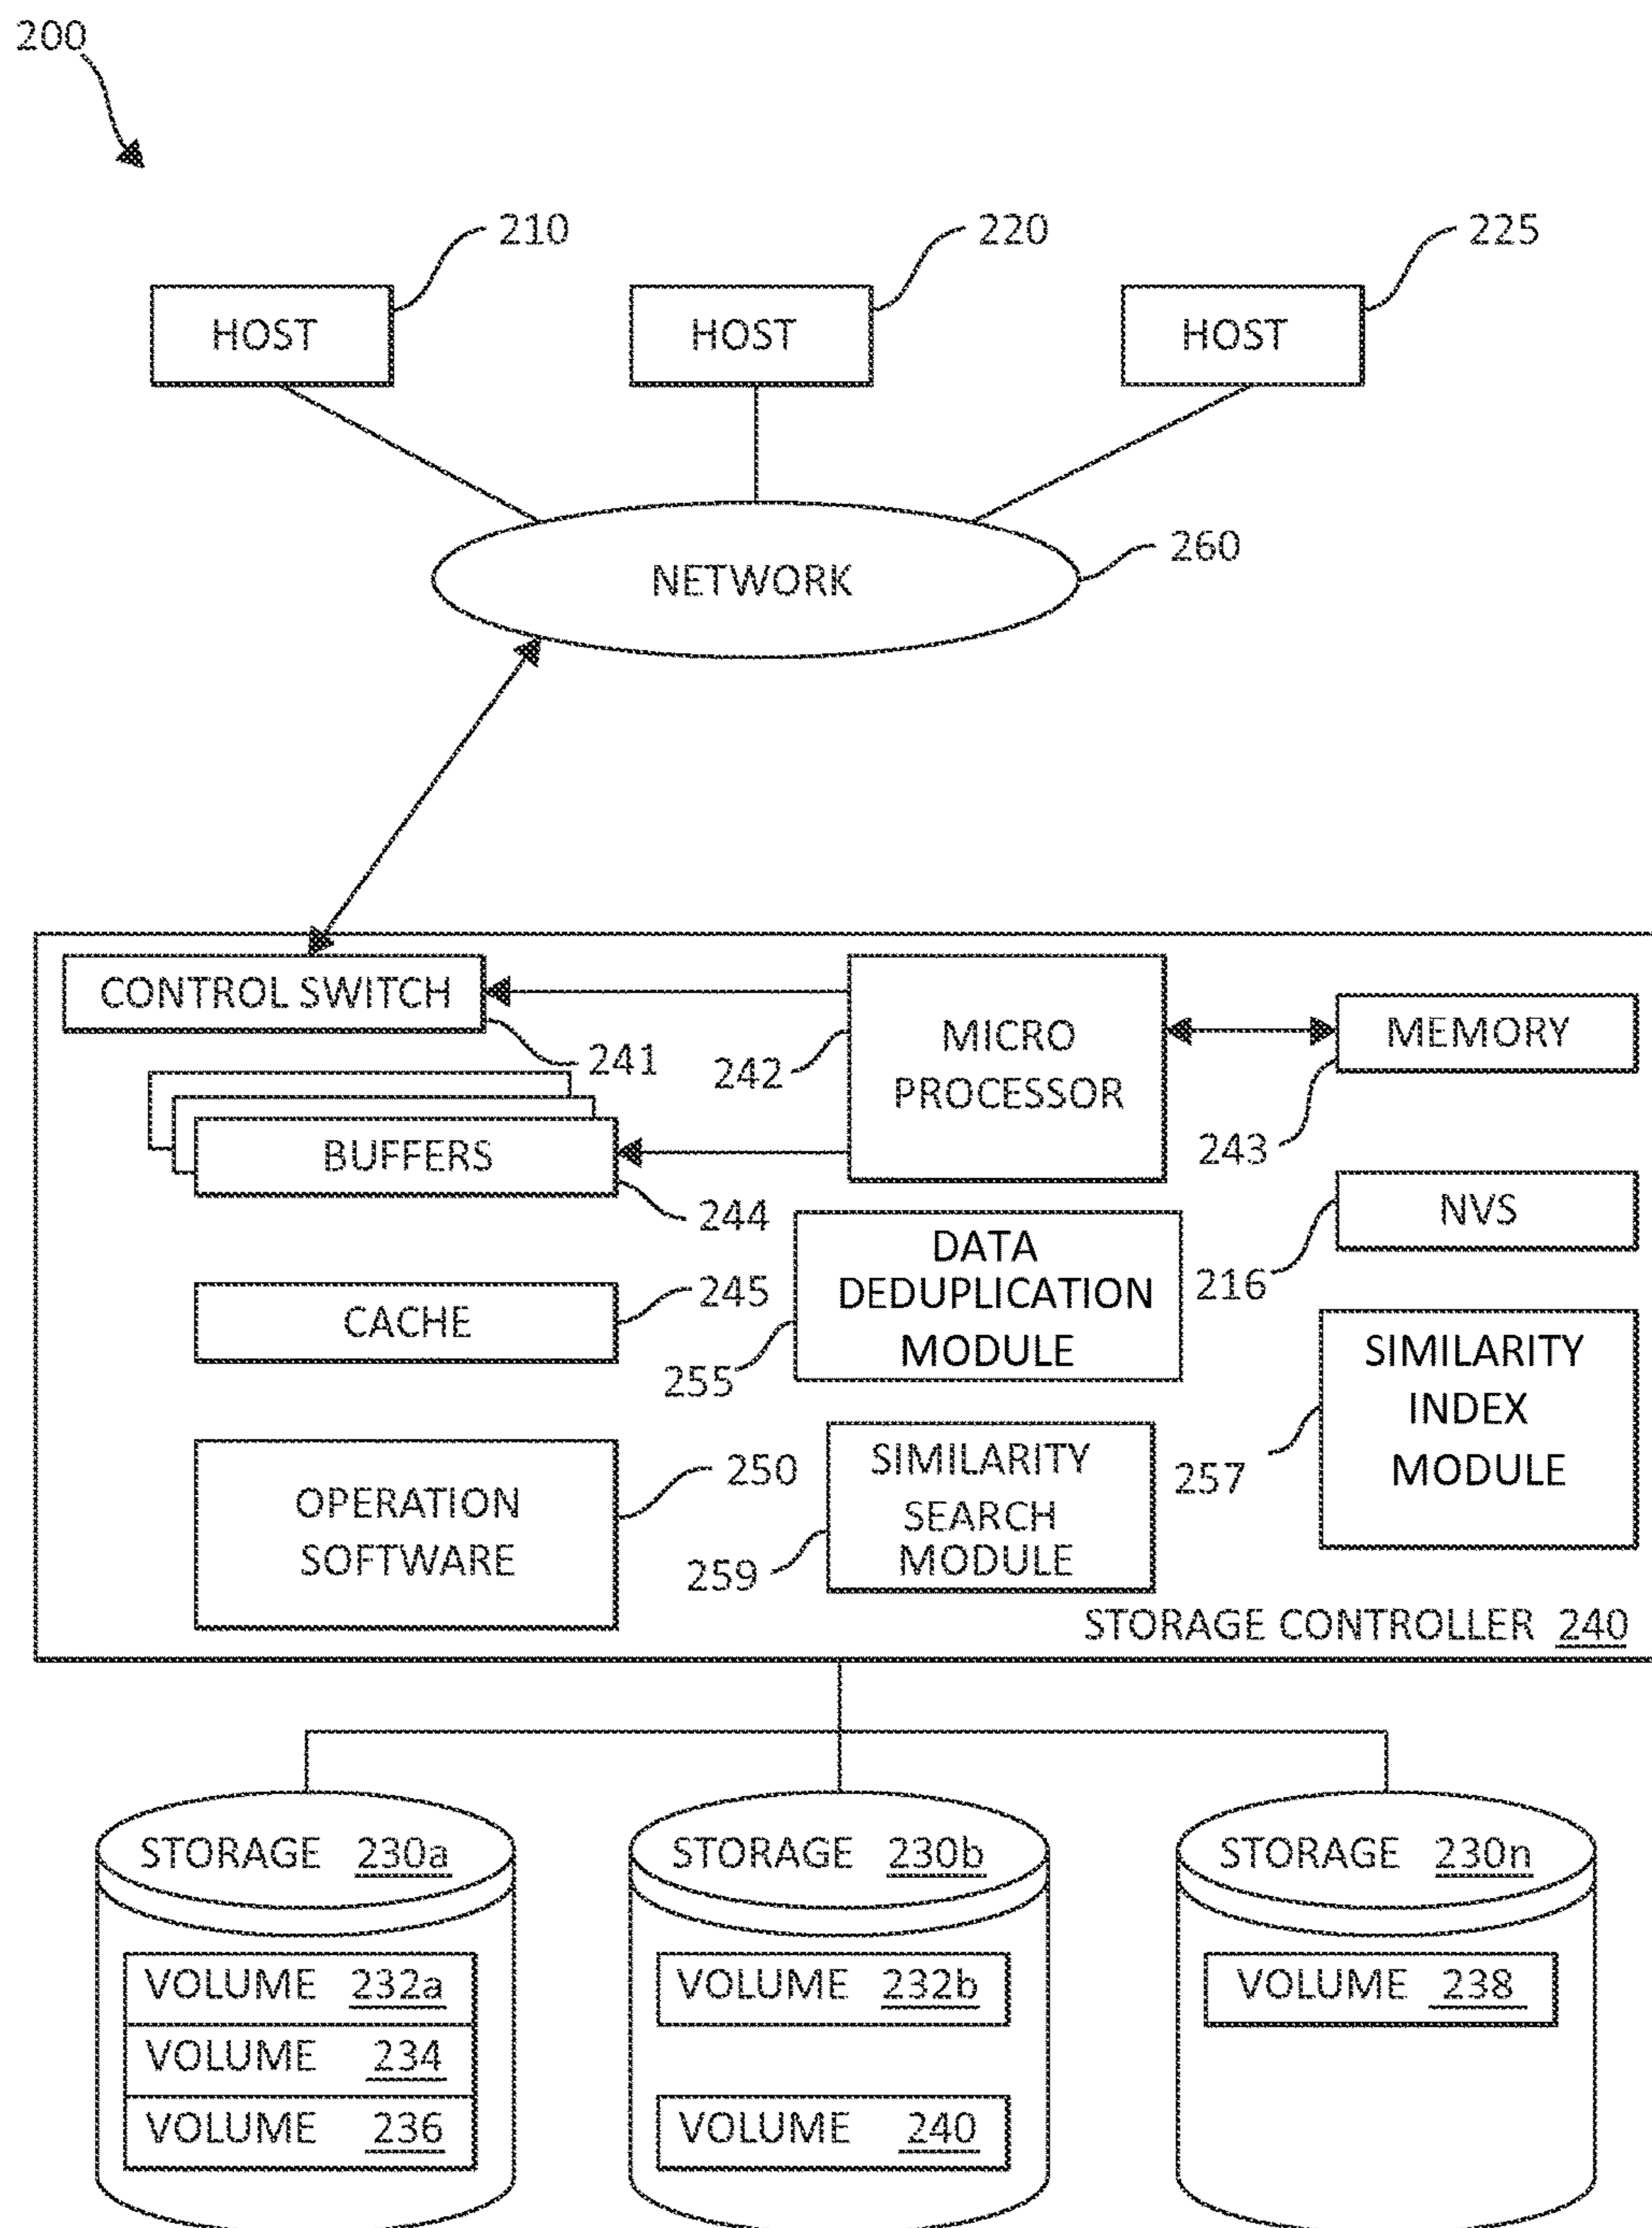 200
210
220
225
HOST
HOST
HOST
260
NETWORK
CONTROL SWITCH
241
242
MICRO
PROCESSOR
MEMORY
243
BUFFERS
244
NVS
216
DATA
DEDUPLICATION
MODULE
255
CACHE
245
SIMILARITY
INDEX
MODULE
257
OPERATION
SOFTWARE
250
SIMILARITY
SEARCH
MODULE
259
STORAGE CONTROLLER 240
STORAGE 230a
STORAGE 230b
STORAGE 230n
VOLUME 232a
VOLUME 234
VOLUME 236
VOLUME 232b
VOLUME 240
VOLUME 238